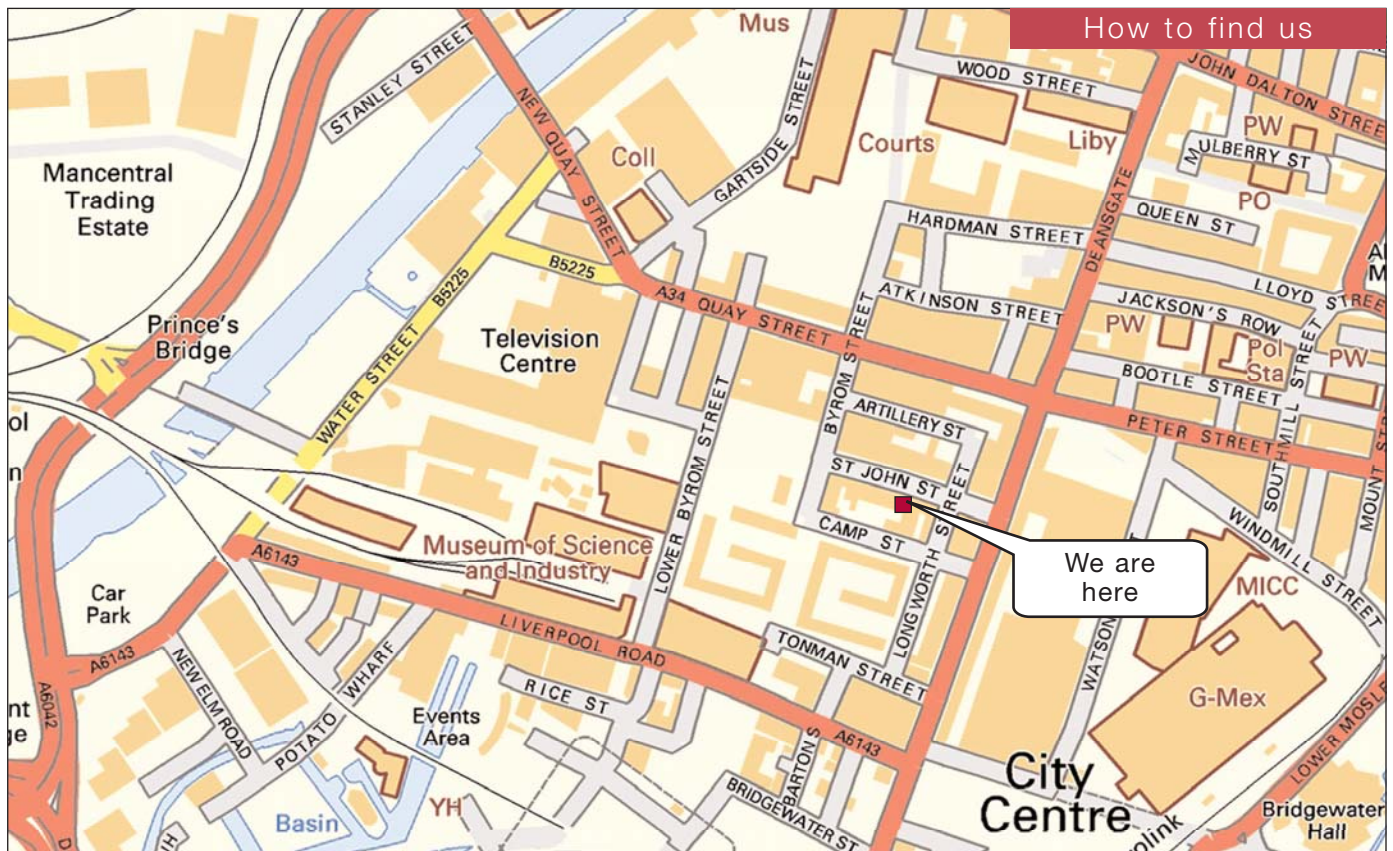 How to find us
Mus
WOOD STREET
JOHN DALTON STREET
STANLEY STREET
NEW QUAY STREET
GARTSIDE STREET
Courts
Liby
PW
MULBERRY ST
Coll
Mancentral
Trading
Estate
DEANSGATE
PO
QUEEN ST
HARDMAN STREET
B5225
B5225
LLOYD STREE
A34 QUAY STREET
ATKINSON STREET
JACKSON'S ROW
PW
Pol
Sta
PW
Prince's
Bridge
Television
Centre
WATER STREET
BYROM STREET
BOOTLE STREET
ARTILLERY ST
PETER STREET
SOUTHMILL STREET
MOUNT STR
LOWER BYROM STREET
ST JOHN ST
CAMP ST
LONGWORTH STREET
WINDMILL STREET
We are
here
MICC
Museum of Science
and Industry
A6143
Car
Park
LIVERPOOL ROAD
TONMAN STREET
WATSON
G-Mex
A6143
NEW ELM ROAD
POTATO WHARF
RICE ST
Events
Area
A6042
A6143
LOWER MOSLE
BARTON S
BRIDGEWATER ST
City
Centre
Basin
YH
Bridgewater
Hall
olink